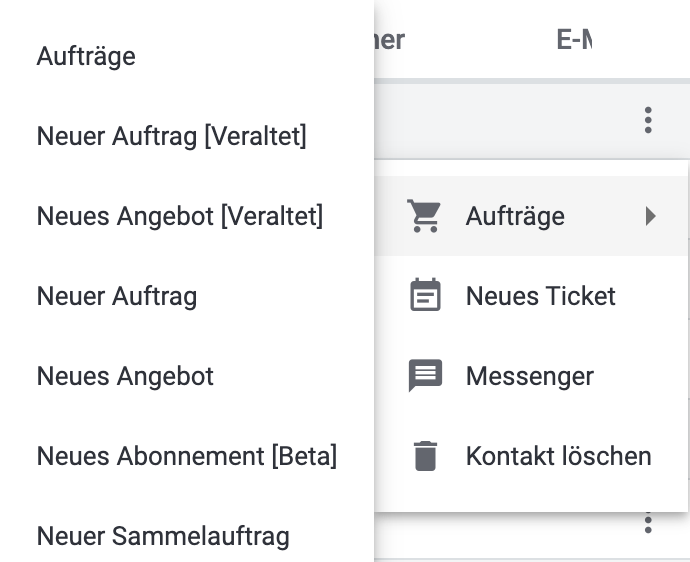 Aufträge
Neuer Auftrag [Veraltet]
Neues Angebot [Veraltet]
Neuer Auftrag
Neues Angebot
Neues Abonnement [Beta]
Neuer Sammelauftrag
Aufträge
Neues Ticket
Messenger
Kontakt löschen